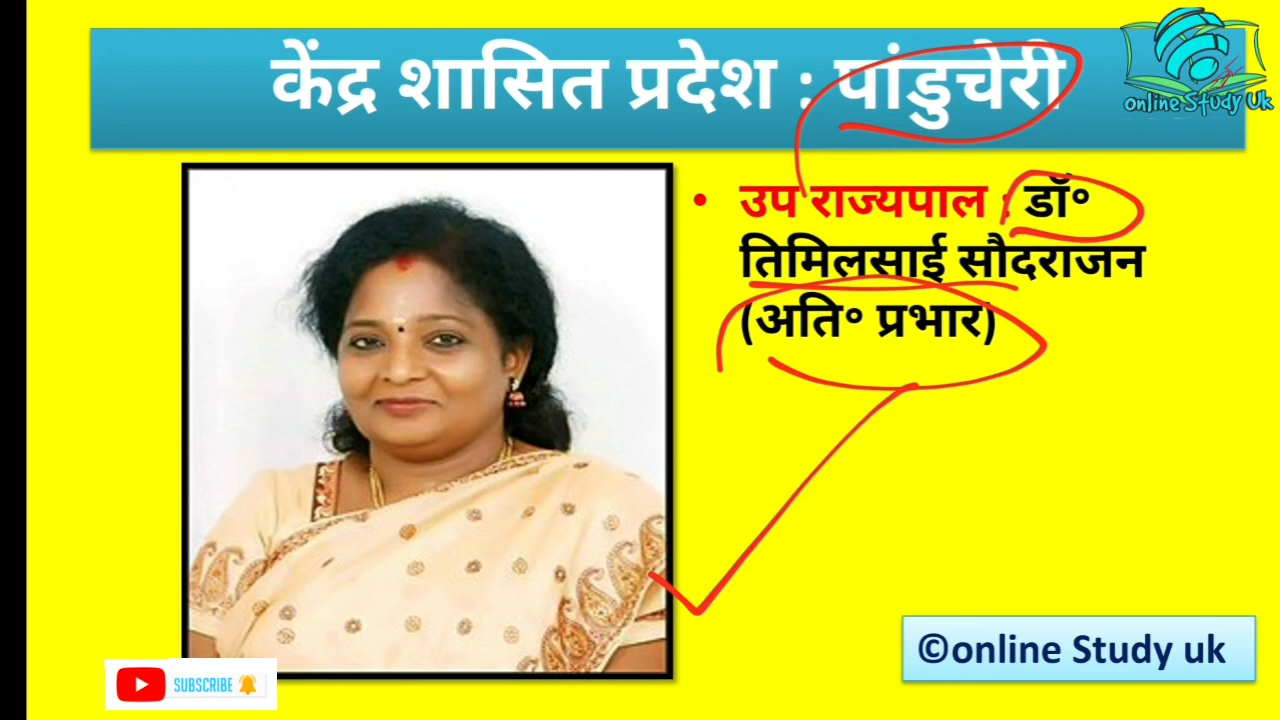 केंद्र शासित प्रदेश : पांडुचेरी
online Study Uk
• उप राज्यपाल : डॉ॰
तिमिलसाई सौदराजन
(अति॰ प्रभार)
©online Study uk
SUBSCRIBE